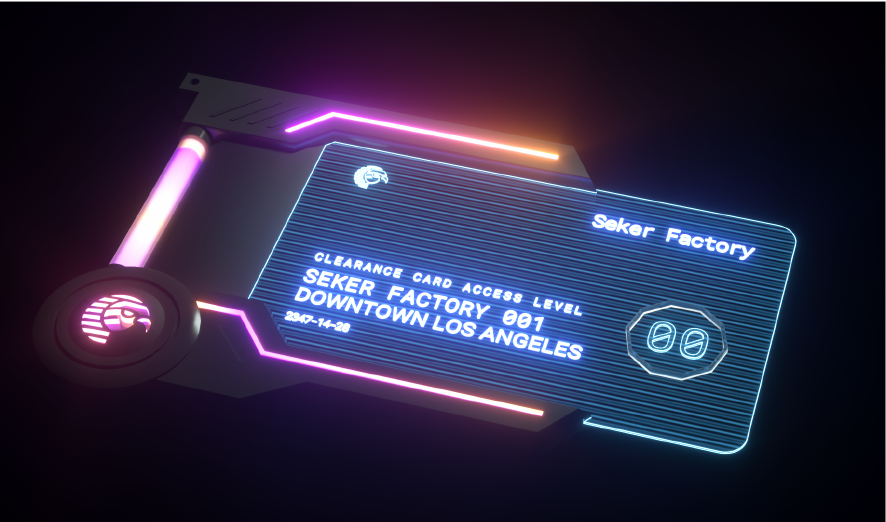 Seker Factory
CLEARANCE CARD ACCESS LEVEL
SEKER FACTORY 001
DOWNTOWN LOS ANGELES
2347-14-28
00